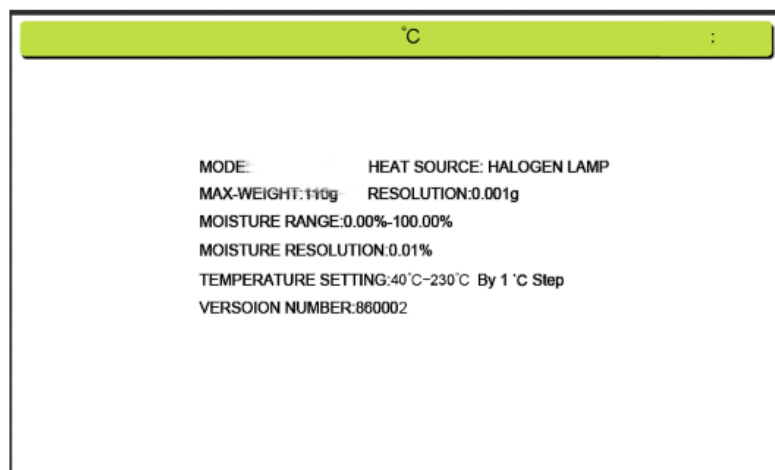 °C :
MODE: HEAT SOURCE: HALOGEN LAMP
MAX-WEIGHT:110g RESOLUTION:0.001g
MOISTURE RANGE:0.00%-100.00%
MOISTURE RESOLUTION:0.01%
TEMPERATURE SETTING:40°C-230°C By 1 °C Step
VERSOION NUMBER:860002